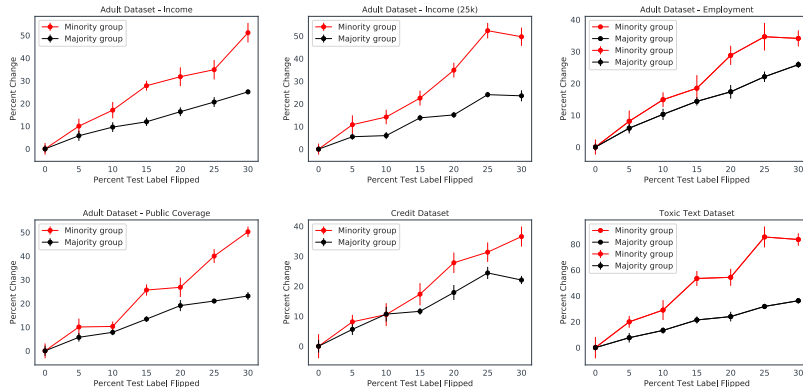 Adult Dataset - Income
Percent Change
50
40
30
20
10
0
Minority group
Majority group
0 5 10 15 20 25 30
Percent Test Label Flipped
Adult Dataset - Income (25k)
Percent Change
50
40
30
20
10
0
Minority group
Majority group
0 5 10 15 20 25 30
Percent Test Label Flipped
Adult Dataset - Employment
Percent Change
40
30
20
10
0
Minority group
Majority group
Minority group
Majority group
0 5 10 15 20 25 30
Percent Test Label Flipped
Adult Dataset - Public Coverage
Percent Change
50
40
30
20
10
0
Minority group
Majority group
0 5 10 15 20 25 30
Percent Test Label Flipped
Credit Dataset
Percent Change
40
30
20
10
0
Minority group
Majority group
0 5 10 15 20 25 30
Percent Test Label Flipped
Toxic Text Dataset
Percent Change
80
60
40
20
0
Minority group
Majority group
Minority group
Majority group
0 5 10 15 20 25 30
Percent Test Label Flipped